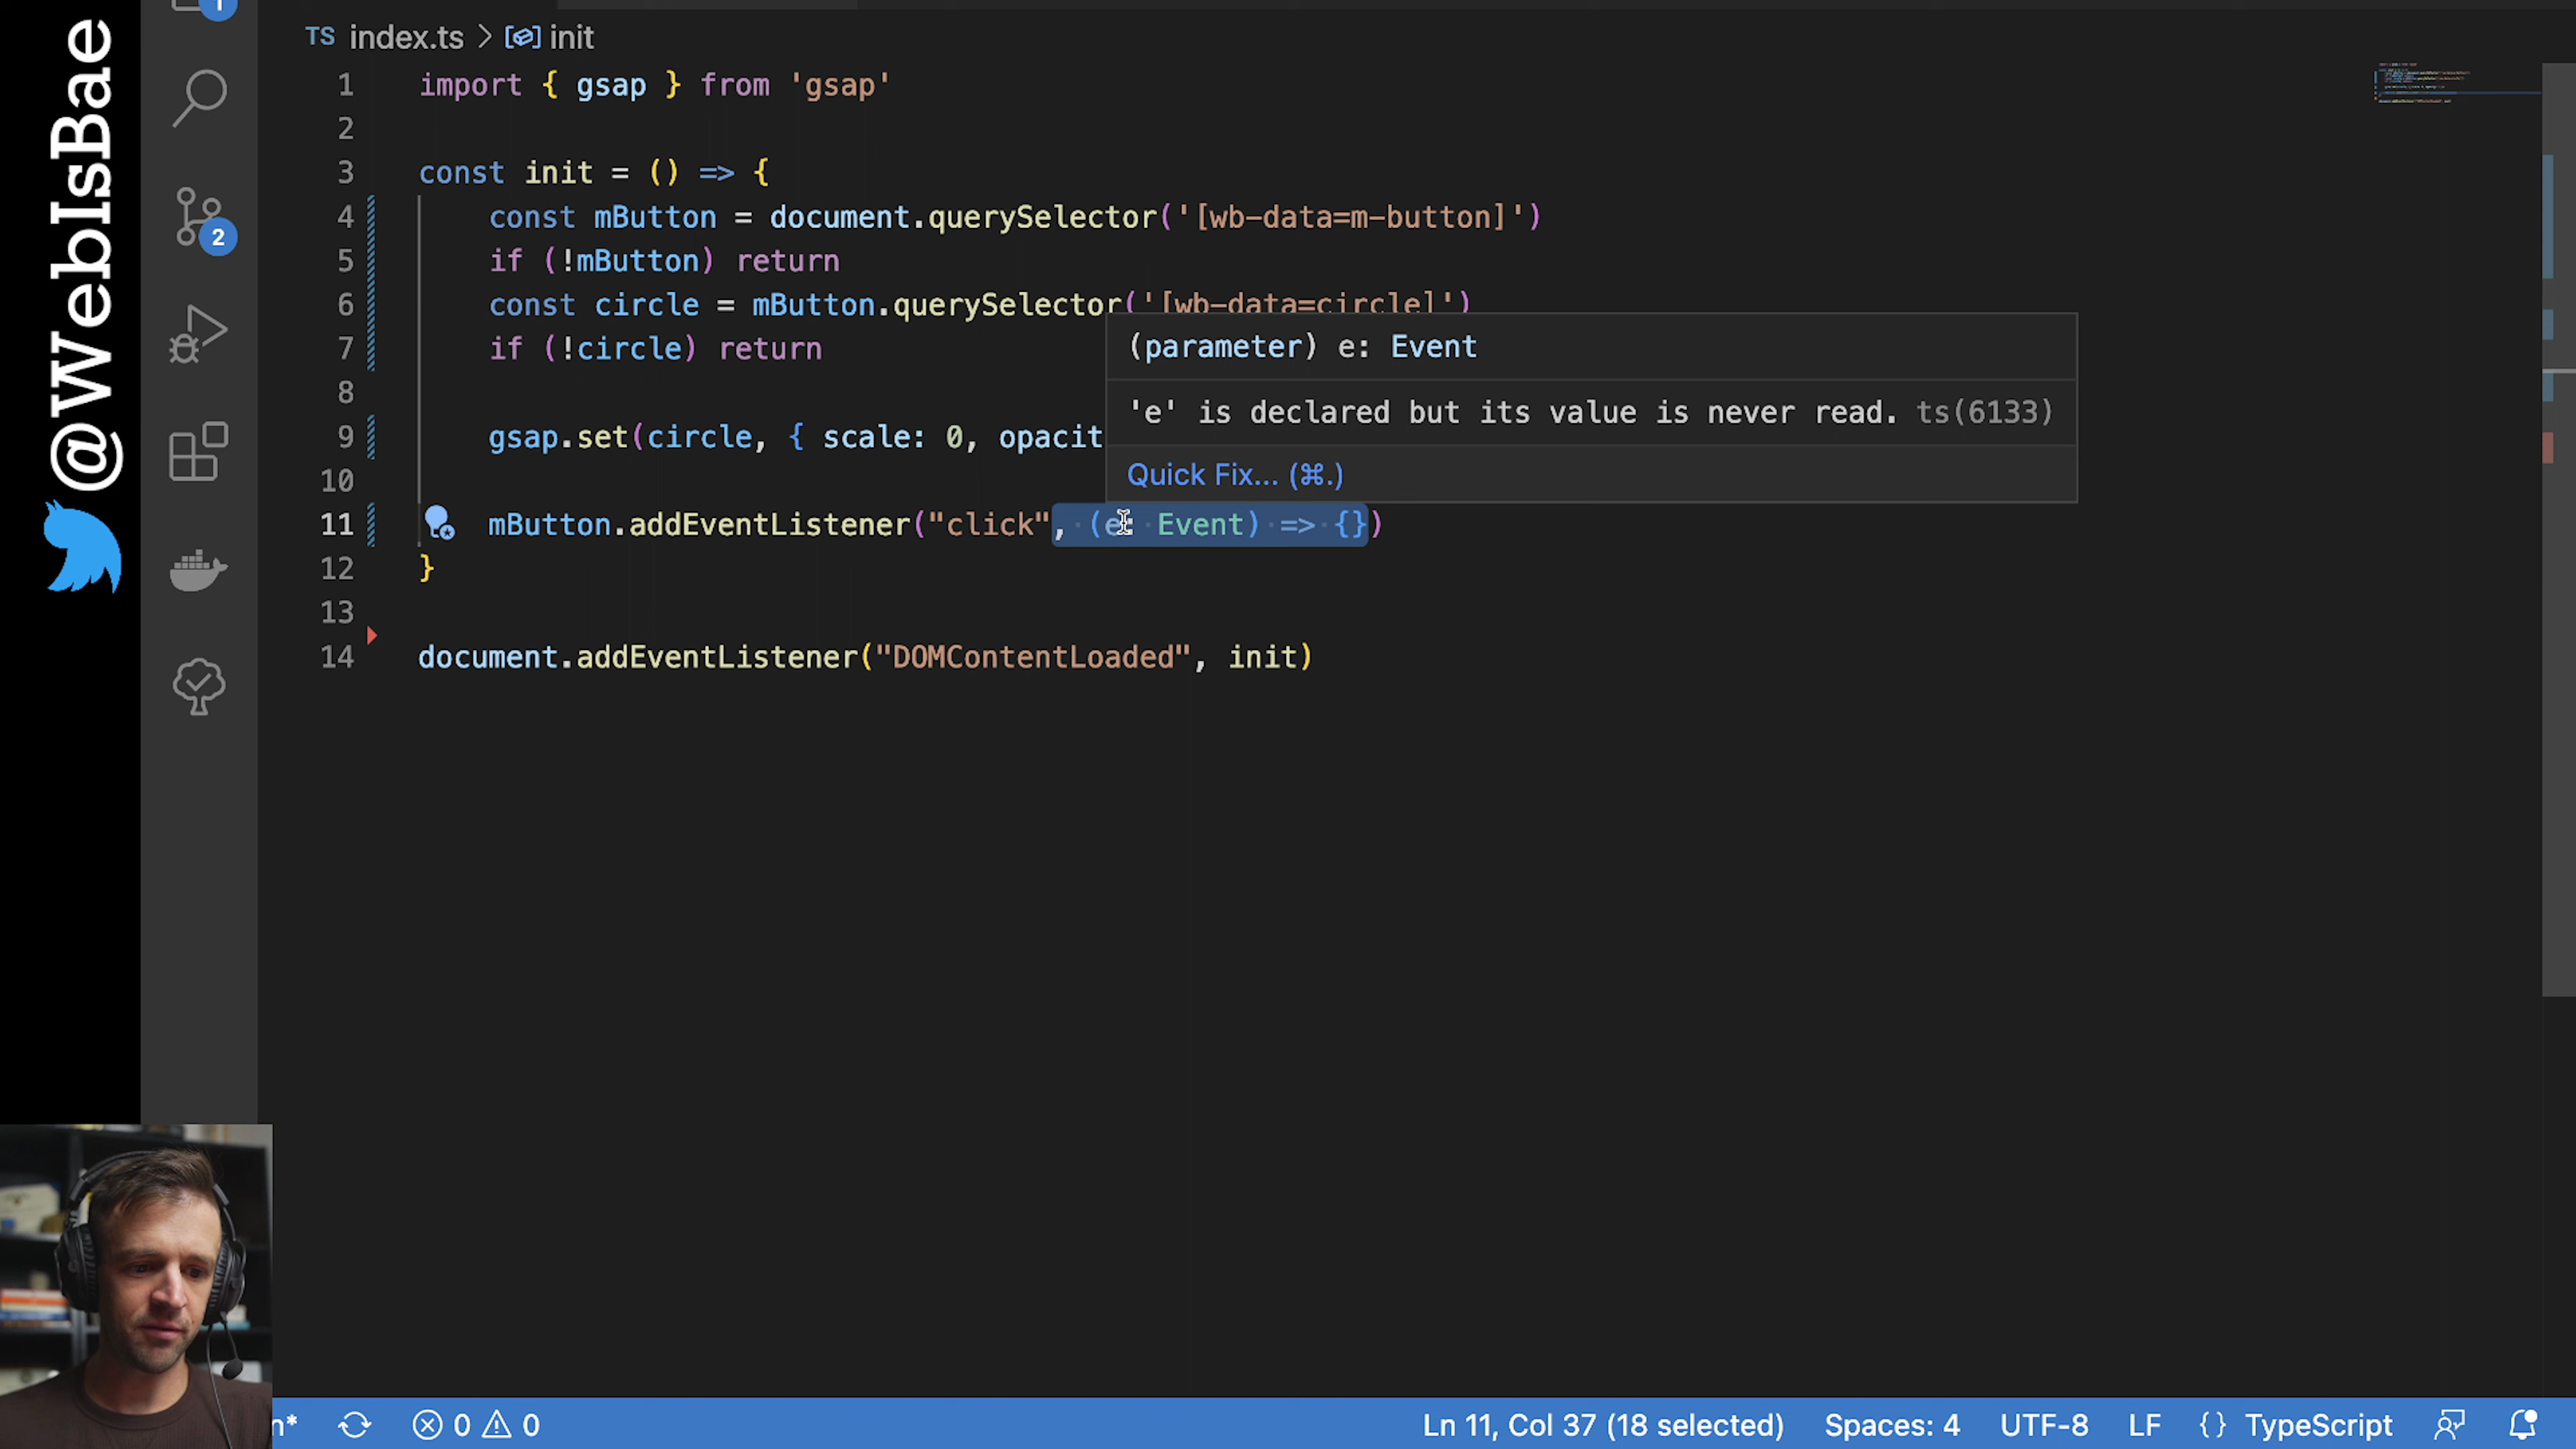 @WebIsBae
1
2
TS index.ts > init
1 import { gsap } from 'gsap'
2
3 const init = () => {
4 const mButton = document.querySelector('[wb-data=m-button]')
5 if (!mButton) return
6 const circle = mButton.querySelector('[wb-data=circle]')
7 if (!circle) return
8
9 gsap.set(circle, { scale: 0, opacit
10
11 mButton.addEventListener("click", (e: Event) => {})
12 }
13
14 document.addEventListener("DOMContentLoaded", init)
(parameter) e: Event
'e' is declared but its value is never read. ts(6133)
Quick Fix... (⌘.)
n* 0 0 Ln 11, Col 37 (18 selected) Spaces: 4 UTF-8 LF {} TypeScript